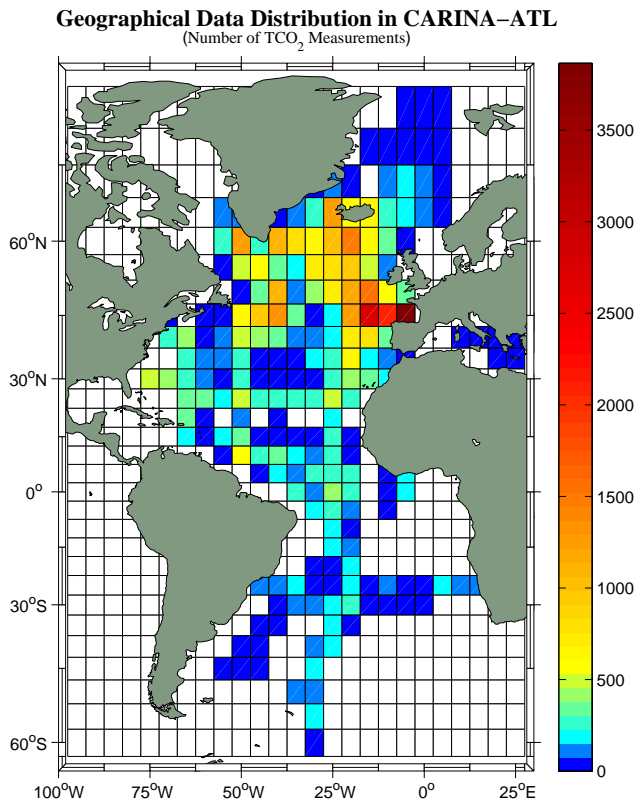 Geographical Data Distribution in CARINA−ATL
(Number of TCO2 Measurements)
60°N
30°N
0°
30°S
60°S
100°W 75°W 50°W 25°W 0° 25°E
3500
3000
2500
2000
1500
1000
500
0